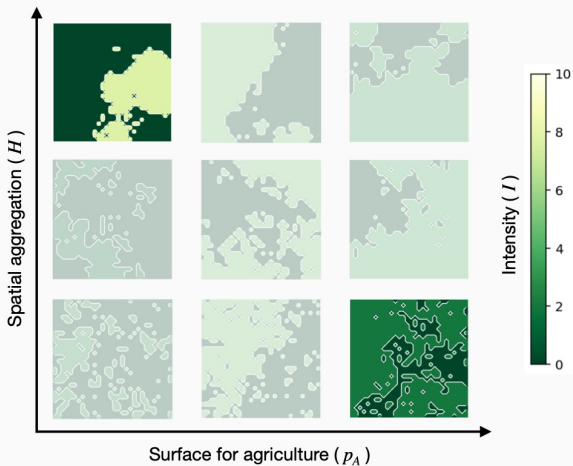 Spatial aggregation (H)
Surface for agriculture (p_A)
Intensity (I)
10
8
6
4
2
0